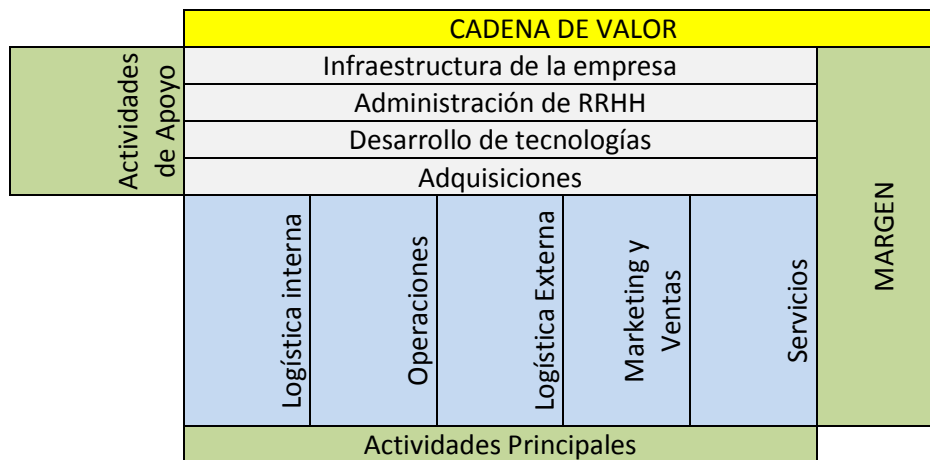 CADENA DE VALOR
Actividades
de Apoyo
Infraestructura de la empresa
Administración de RRHH
Desarrollo de tecnologías
Adquisiciones
Logística interna
Operaciones
Logística Externa
Marketing y
Ventas
Servicios
MARGEN
Actividades Principales